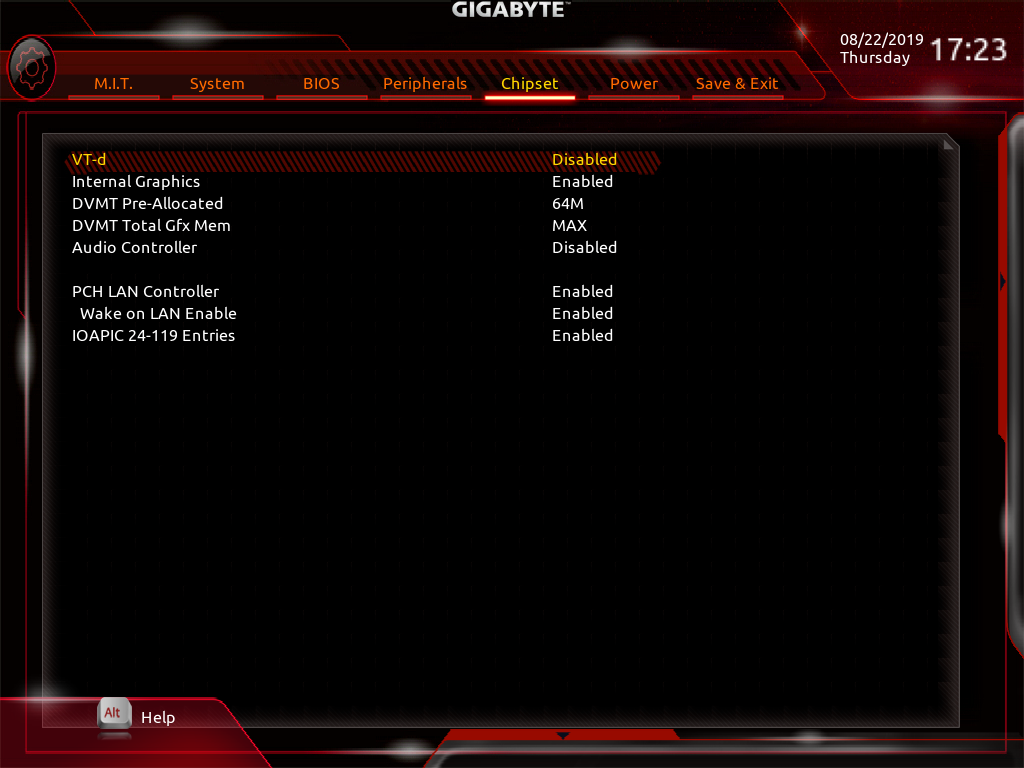 GIGABYTE™
08/22/2019
Thursday
17:23
M.I.T. System BIOS Peripherals Chipset Power Save & Exit
VT-d Disabled
Internal Graphics Enabled
DVMT Pre-Allocated 64M
DVMT Total Gfx Mem MAX
Audio Controller Disabled
PCH LAN Controller Enabled
Wake on LAN Enable Enabled
IOAPIC 24-119 Entries Enabled
Alt Help